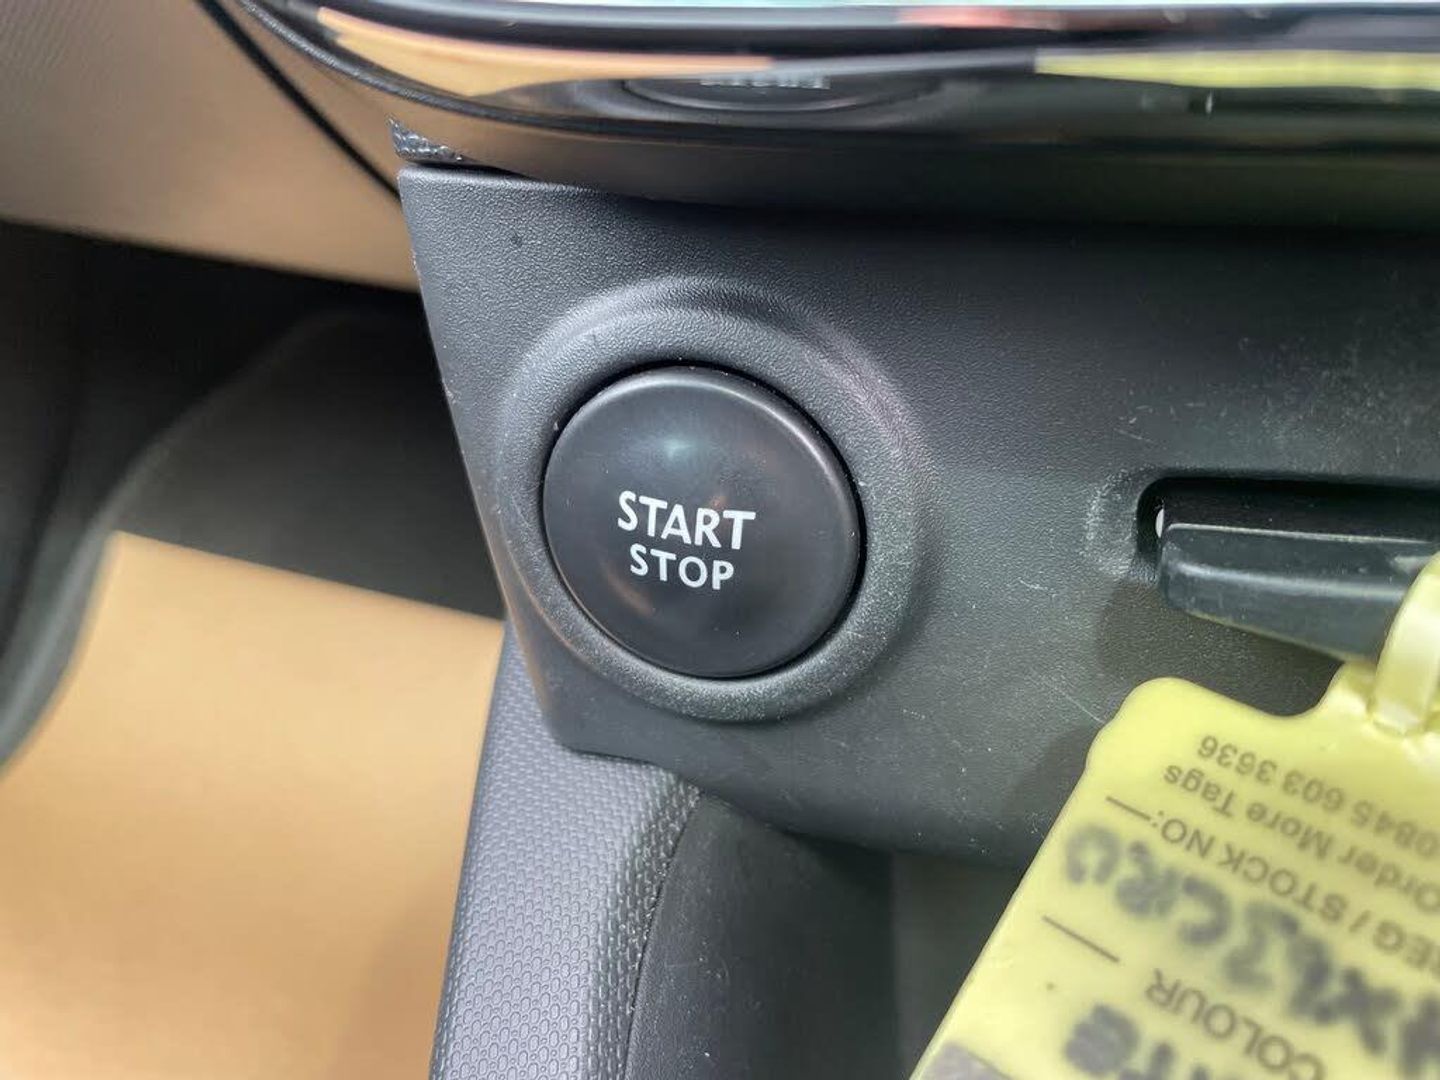 START
STOP
Order More Tags
0845 603 3636
REG / STOCK NO:
COLOUR